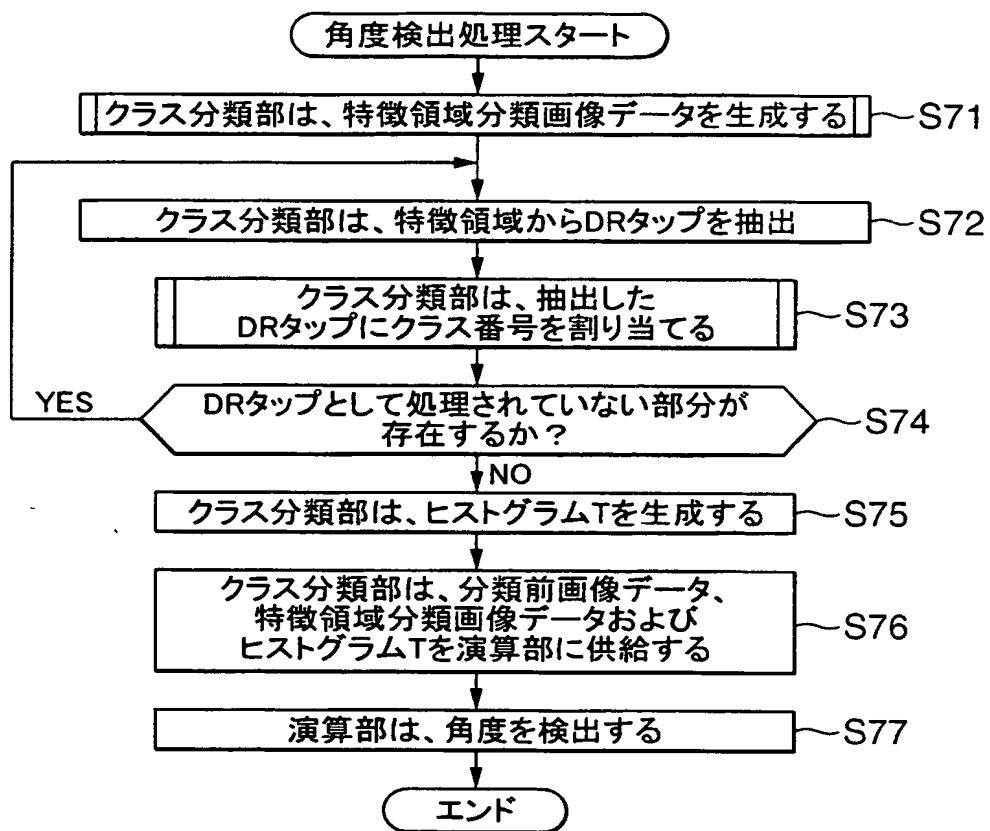 角度検出処理スタート
クラス分類部は、特徴領域分類画像データを生成する
S71
クラス分類部は、特徴領域からDRタップを抽出
S72
クラス分類部は、抽出した
DRタップにクラス番号を割り当てる
S73
YES
DRタップとして処理されていない部分が
存在するか？
S74
NO
クラス分類部は、ヒストグラムTを生成する
S75
クラス分類部は、分類前画像データ、
特徴領域分類画像データおよび
ヒストグラムTを演算部に供給する
S76
演算部は、角度を検出する
S77
エンド